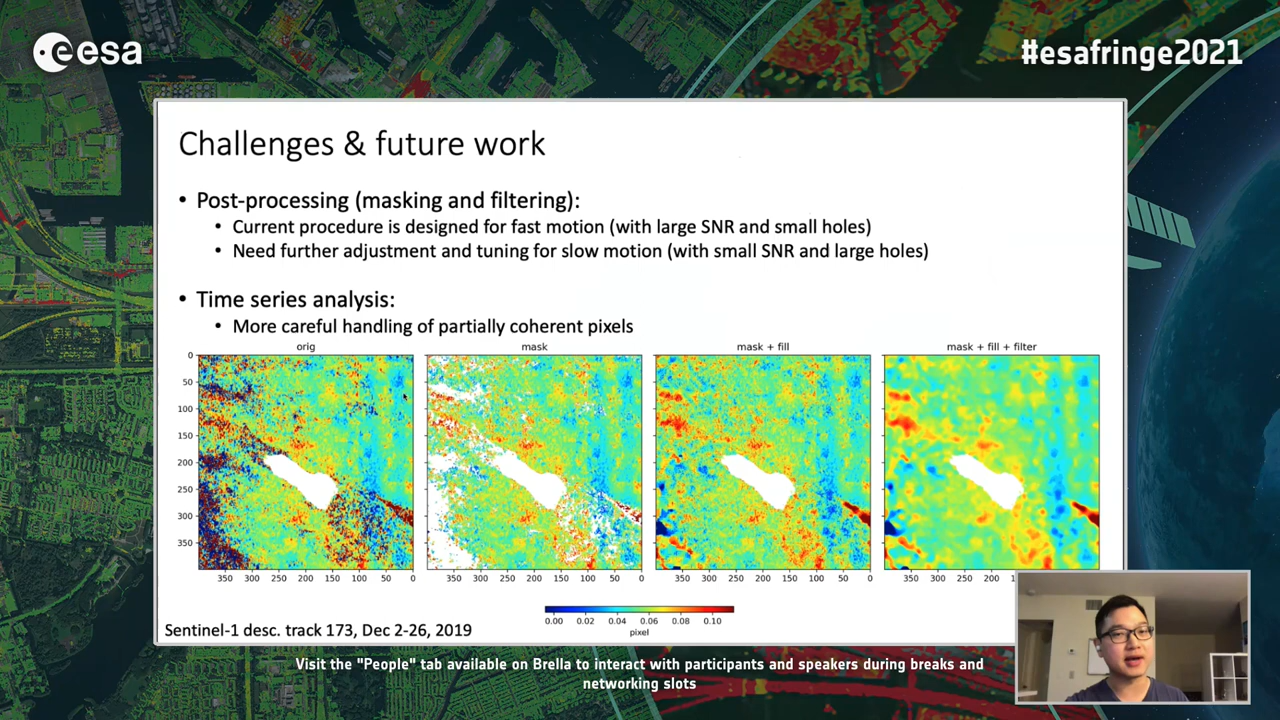 esa
#esafringe2021
Challenges & future work
• Post-processing (masking and filtering):
• Current procedure is designed for fast motion (with large SNR and small holes)
• Need further adjustment and tuning for slow motion (with small SNR and large holes)
• Time series analysis:
• More careful handling of partially coherent pixels
orig mask mask + fill mask + fill + filter
0
50
100
150
200
250
300
350
350 300 250 200 150 100 50 0 350 300 250 200 150 100 50 0 350 300 250 200 150 100 50 0 350 300 250 200
0.00 0.02 0.04 0.06 0.08 0.10
pixel
Sentinel-1 desc. track 173, Dec 2-26, 2019
Visit the "People" tab available on Brella to interact with participants and speakers during breaks and
networking slots